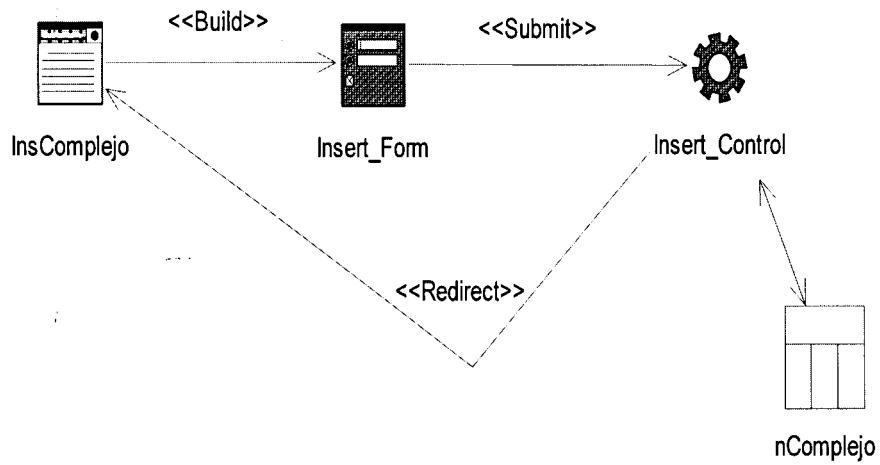 <<Build>>
<<Submit>>
InsComplejo
Insert_Form
Insert_Control
<<Redirect>>
nComplejo